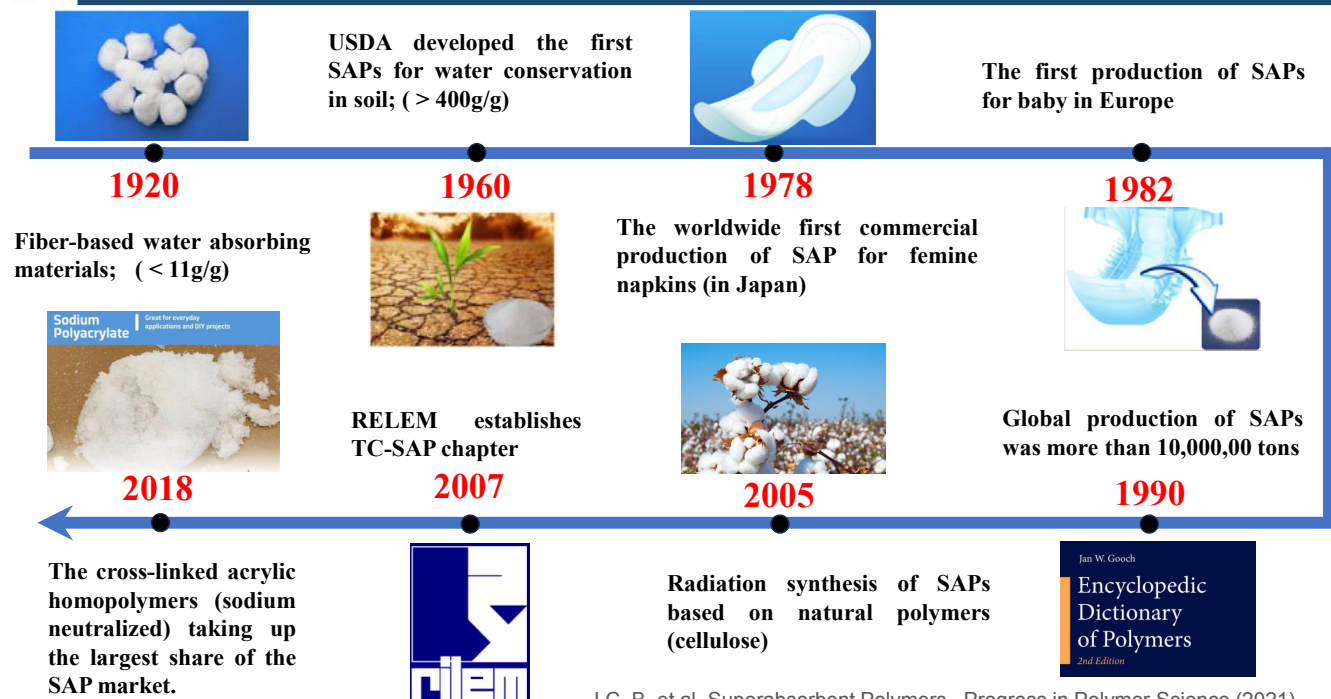 USDA developed the first
SAPs for water conservation
in soil; ( > 400g/g)
The first production of SAPs
for baby in Europe
1920
1960
1978
1982
Fiber-based water absorbing
materials; ( < 11g/g)
The worldwide first commercial
production of SAP for femine
napkins (in Japan)
Sodium
Polyacrylate
Great for everyday
applications and DIY projects
RELEM establishes
TC-SAP chapter
Global production of SAPs
was more than 10,000,00 tons
2018
2007
2005
1990
The cross-linked acrylic
homopolymers (sodium
neutralized) taking up
the largest share of the
SAP market.
Radiation synthesis of SAPs
based on natural polymers
(cellulose)
Jan W. Gooch
Encyclopedic
Dictionary
of Polymers
2nd Edition